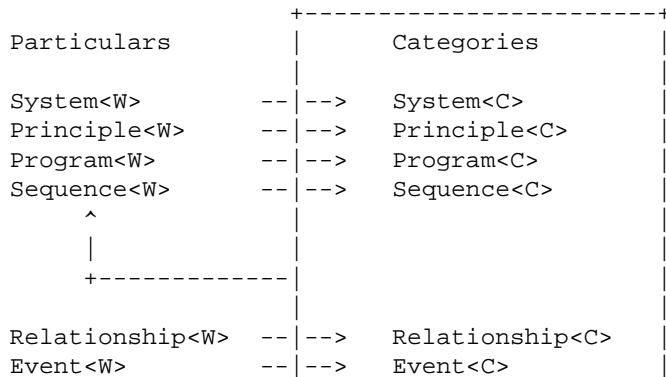 +------------------------+
Particulars             |       Categories       |
                        |                        |
System<W>            --|-->    System<C>         |
Principle<W>         --|-->    Principle<C>      |
Program<W>           --|-->    Program<C>        |
Sequence<W>          --|-->    Sequence<C>       |
      ^                 |                        |
      |                 |                        |
      +-------------|                        |
                        |                        |
Relationship<W>  --|-->    Relationship<C>   |
Event<W>             --|-->    Event<C>          |